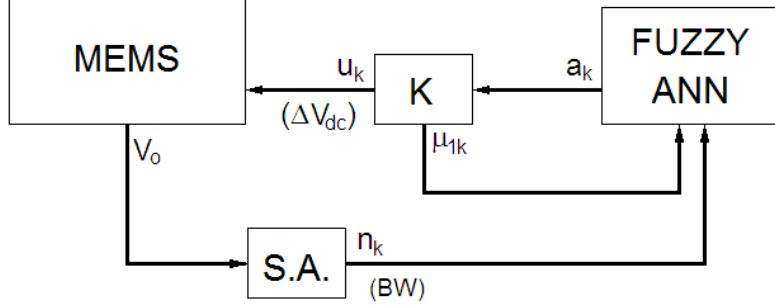 MEMS
u_k
(ΔV_dc)
K
a_k
FUZZY
ANN
V_o
μ_1k
S.A.
n_k
(BW)